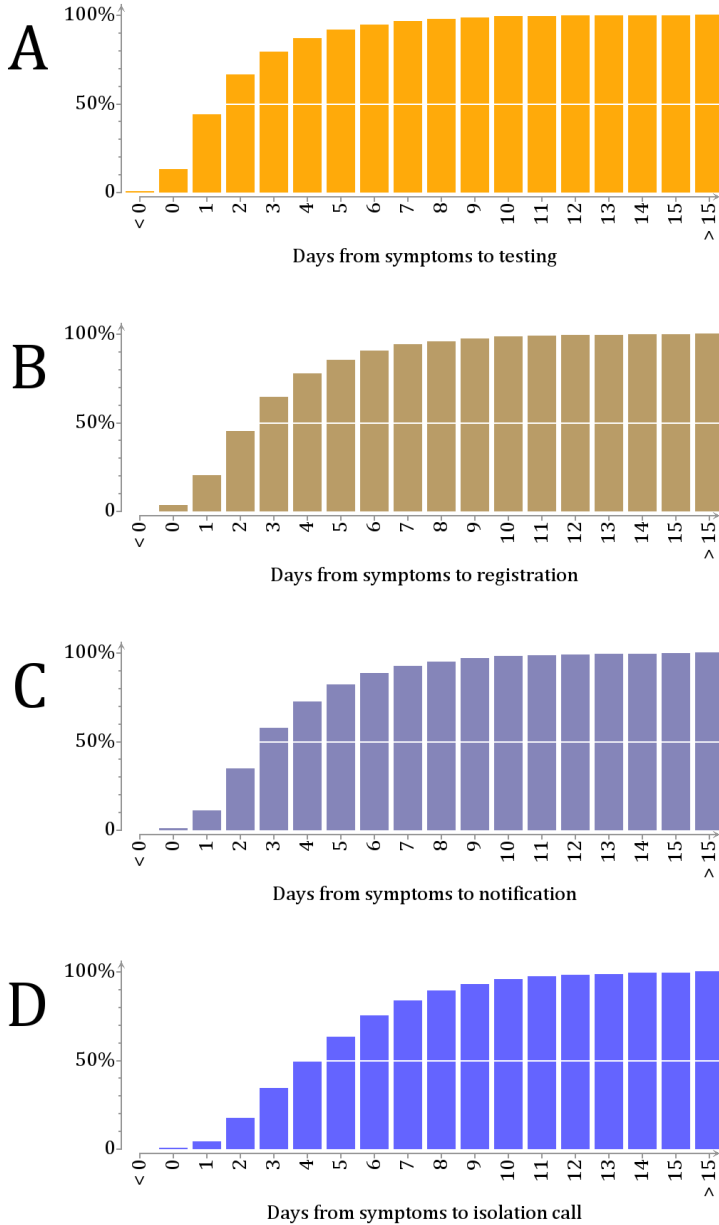 A
100%
50%
0
< 0 0 1 2 3 4 5 6 7 8 9 10 11 12 13 14 15 > 15
Days from symptoms to testing
B
100%
50%
0
< 0 0 1 2 3 4 5 6 7 8 9 10 11 12 13 14 15 > 15
Days from symptoms to registration
C
100%
50%
0
< 0 0 1 2 3 4 5 6 7 8 9 10 11 12 13 14 15 > 15
Days from symptoms to notification
D
100%
50%
0
< 0 0 1 2 3 4 5 6 7 8 9 10 11 12 13 14 15 > 15
Days from symptoms to isolation call